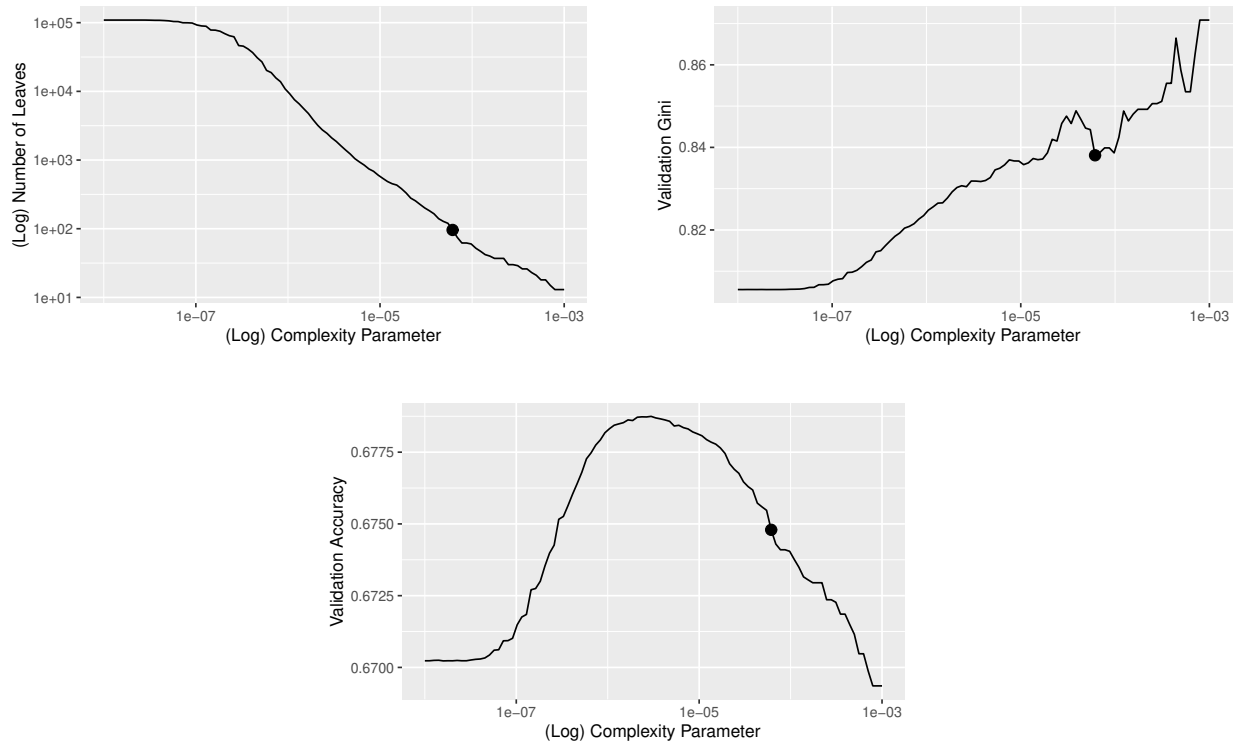 (Log) Number of Leaves
1e+05
1e+04
1e+03
1e+02
1e+01
1e−07
1e−05
1e−03
(Log) Complexity Parameter
Validation Gini
0.86
0.84
0.82
1e−07
1e−05
1e−03
(Log) Complexity Parameter
Validation Accuracy
0.6775
0.6750
0.6725
0.6700
1e−07
1e−05
1e−03
(Log) Complexity Parameter